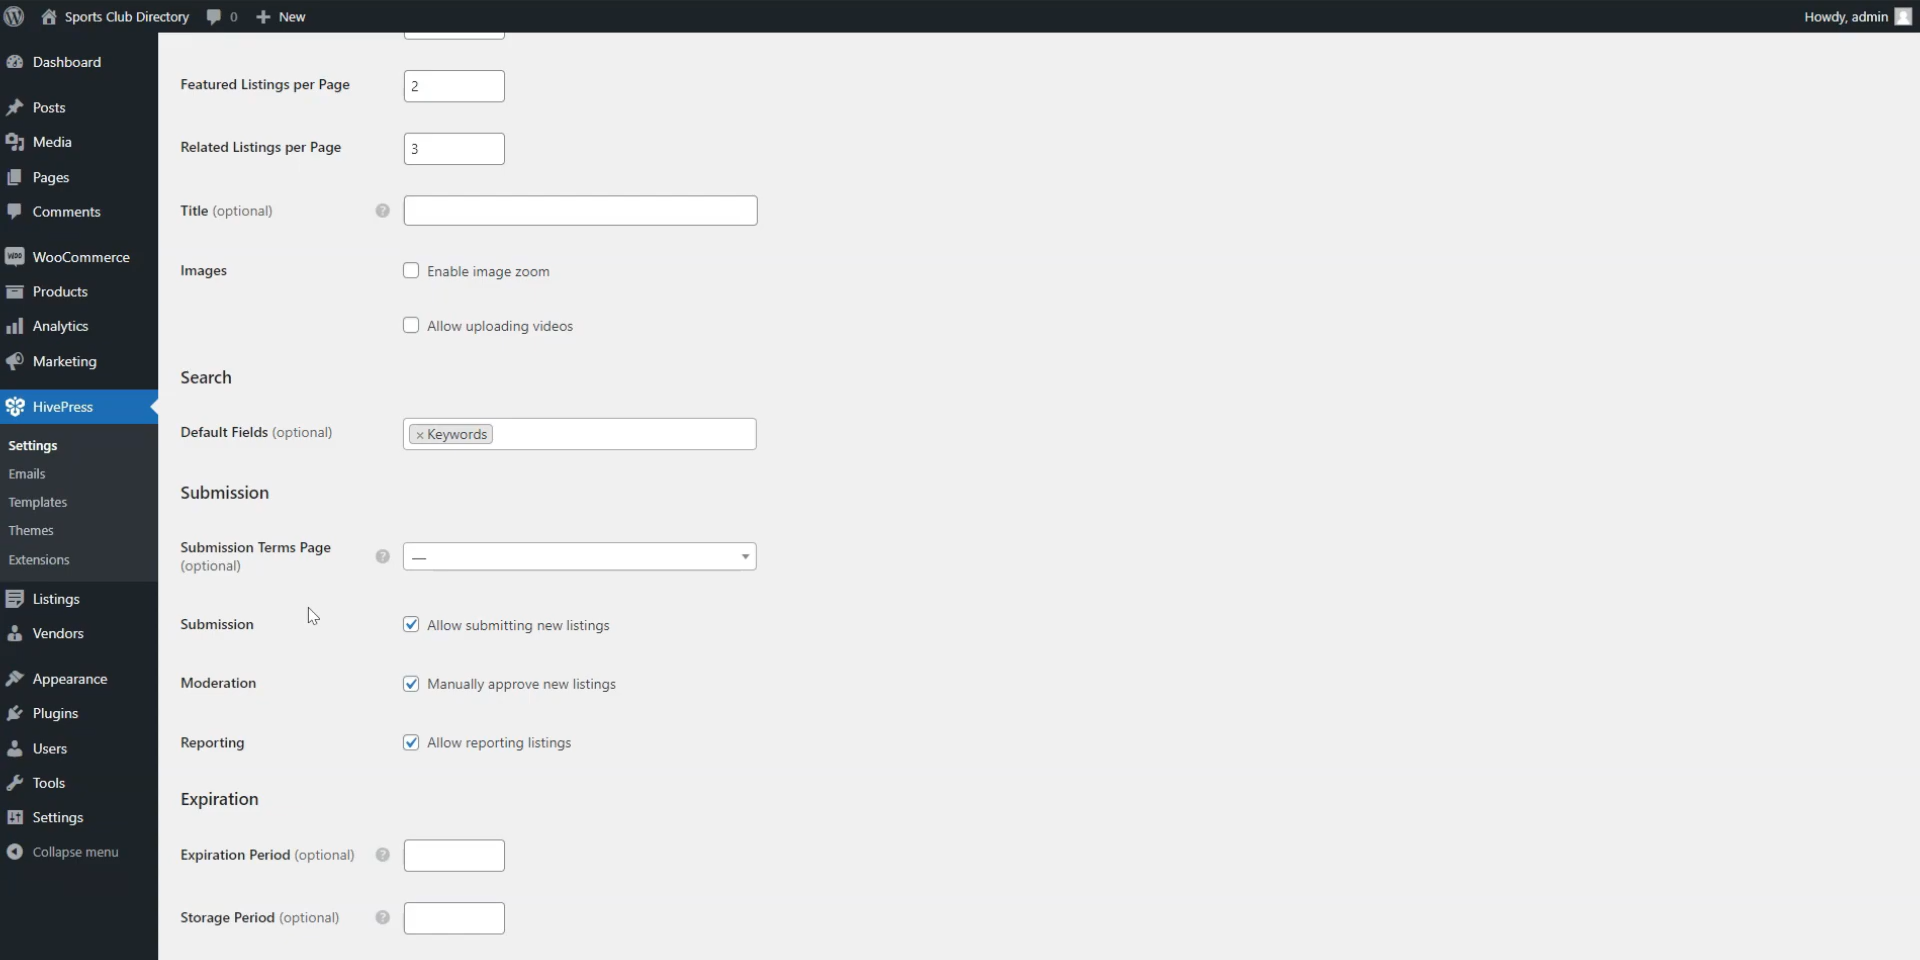 Sports Club Directory 0 New Howdy, admin
Dashboard
Posts
Media
Pages
Comments
WooCommerce
Products
Analytics
Marketing
HivePress
Settings
Emails
Templates
Themes
Extensions
Listings
Vendors
Appearance
Plugins
Users
Tools
Settings
Collapse menu
Featured Listings per Page 2
Related Listings per Page 3
Title (optional) ?
Images Enable image zoom
Allow uploading videos
Search
Default Fields (optional) × Keywords
Submission
Submission Terms Page
(optional) ? —
Submission Allow submitting new listings
Moderation Manually approve new listings
Reporting Allow reporting listings
Expiration
Expiration Period (optional) ?
Storage Period (optional) ?